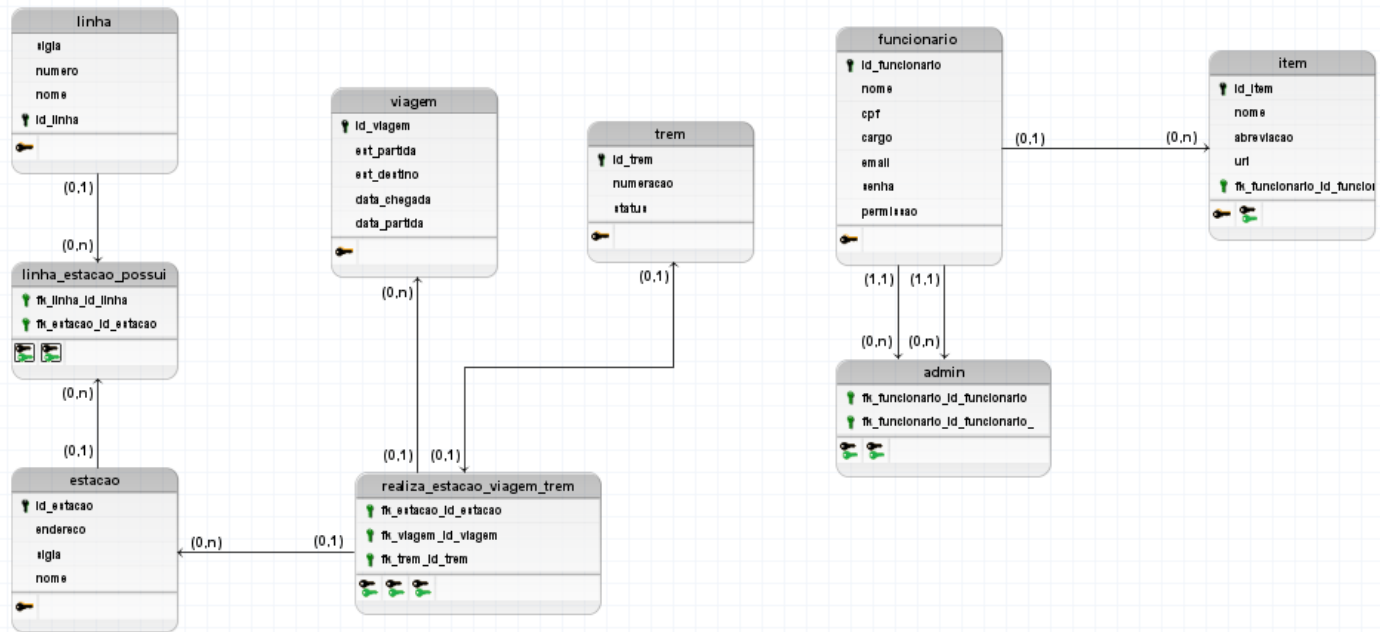 linha
sigla
numero
nome
id_linha
(0,1)
(0,n)
linha_estacao_possui
fk_linha_id_linha
fk_estacao_id_estacao
(0,n)
(0,1)
estacao
id_estacao
endereco
sigla
nome
viagem
id_viagem
est_partida
est_destino
data_chegada
data_partida
(0,n)
(0,1)
trem
id_trem
numeracao
status
(0,1)
(0,1)
realiza_estacao_viagem_trem
fk_estacao_id_estacao
fk_viagem_id_viagem
fk_trem_id_trem
(0,n)
(0,1)
funcionario
id_funcionario
nome
cpf
cargo
email
senha
permissao
(0,1)
(0,n)
item
id_item
nome
abreviacao
url
fk_funcionario_id_funcion
(1,1)
(1,1)
(0,n)
(0,n)
admin
fk_funcionario_id_funcionario
fk_funcionario_id_funcionario_